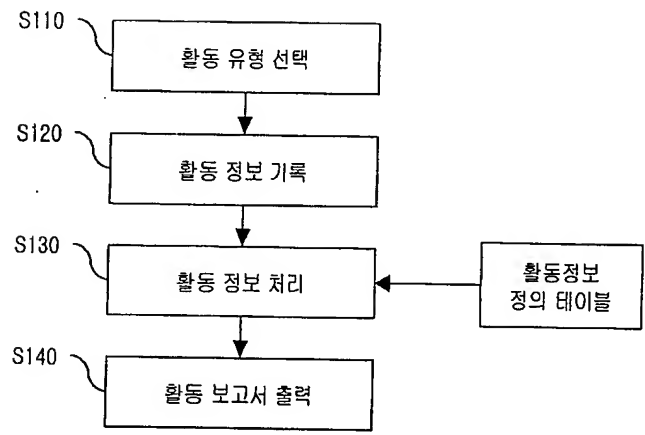 S110
활동 유형 선택
S120
활동 정보 기록
S130
활동 정보 처리
활동정보
정의 테이블
S140
활동 보고서 출력